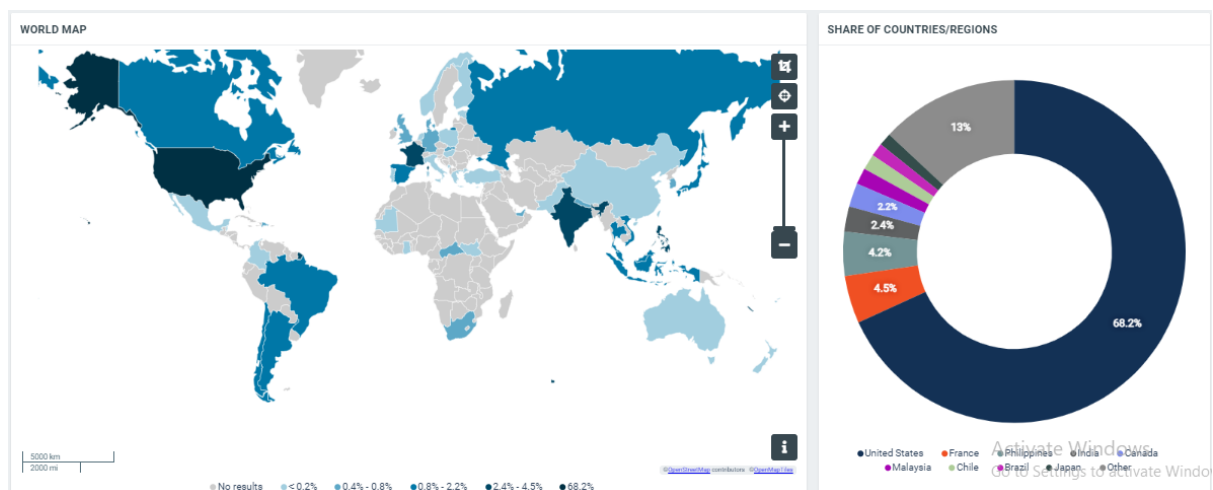 WORLD MAP
5000 km
2000 mi
©OpenStreetMap contributors ©OpenMapTiles
No results <0.2% 0.4% - 0.8% 0.8% - 2.2% 2.4% - 4.5% 68.2%
SHARE OF COUNTRIES/REGIONS
13%
2.2%
2.4%
4.2%
4.5%
68.2%
United States France Philippines India Canada
Malaysia Chile Brazil Japan Other
Activate Windows
Go to Settings to activate Windo